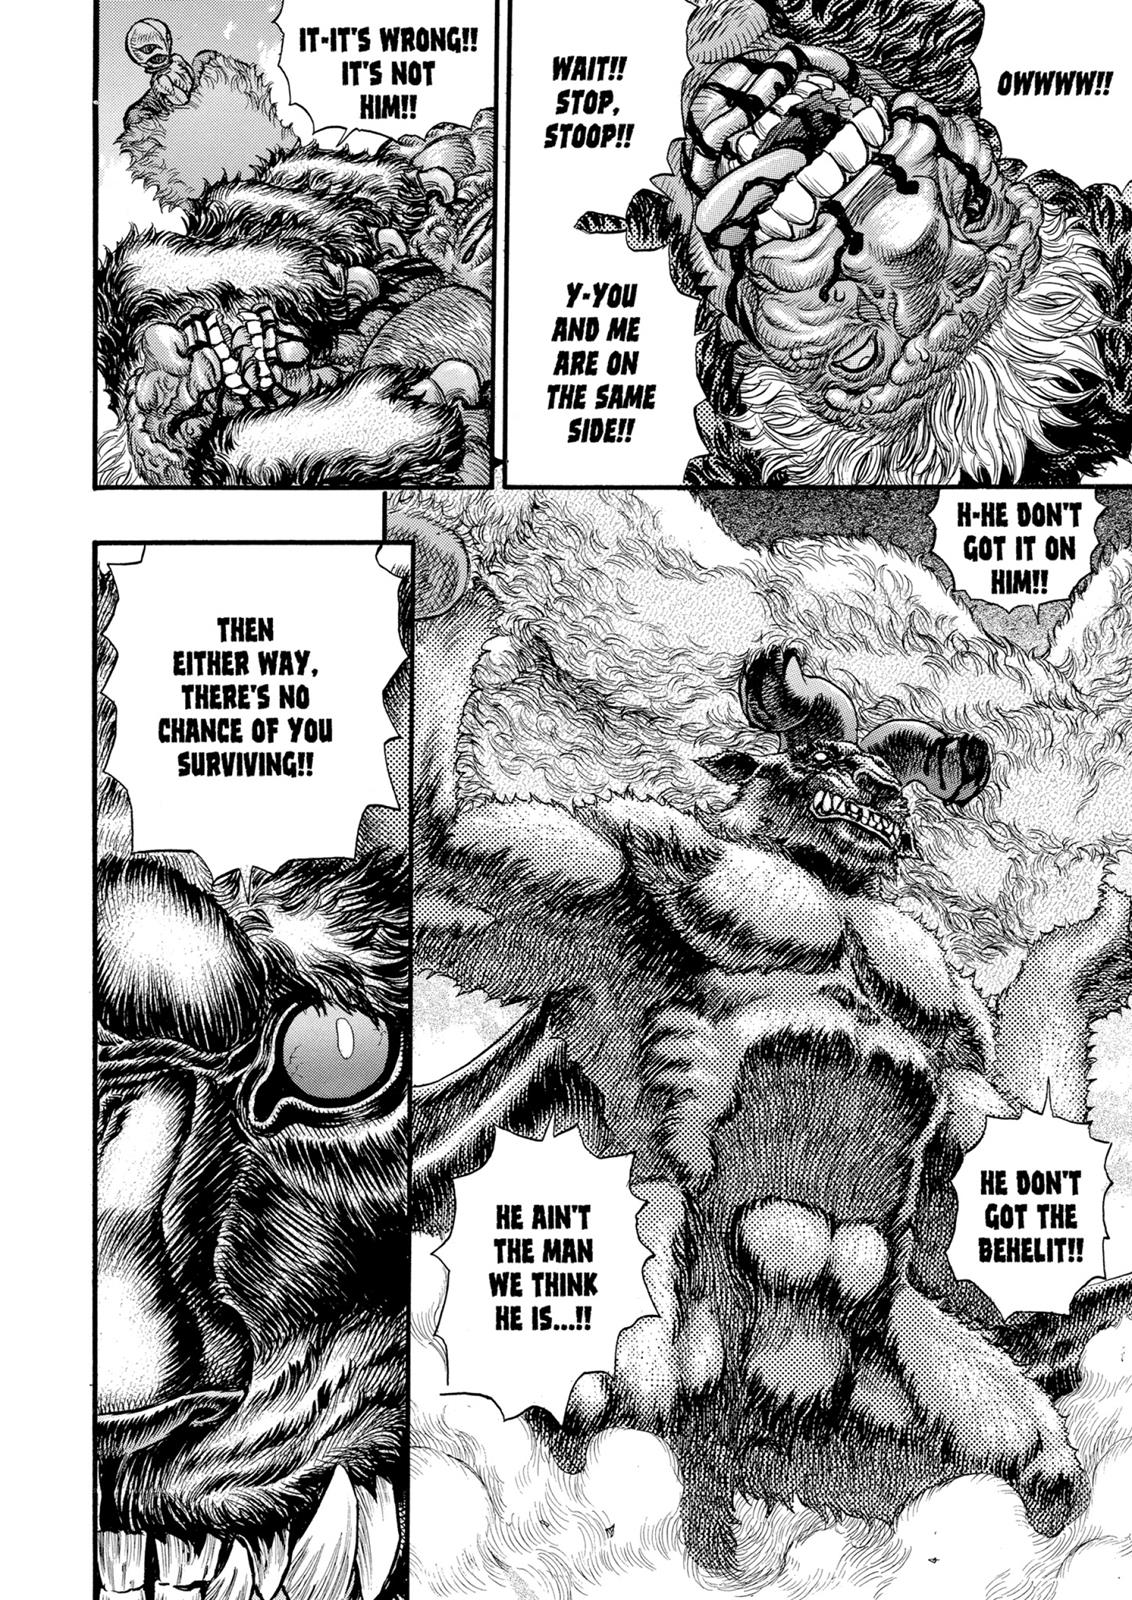 OWWWW!!
WAIT!!
STOP,
STOOP!!
Y-YOU
AND ME
ARE ON
THE SAME
SIDE!!
IT-IT'S WRONG!!
IT'S NOT
HIM!!
H-HE DON'T
GOT IT ON
HIM!!
HE DON'T
GOT THE
BEHELIT!!
HE AIN'T
THE MAN
WE THINK
HE IS...!!
THEN
EITHER WAY,
THERE'S NO
CHANCE OF YOU
SURVIVING!!